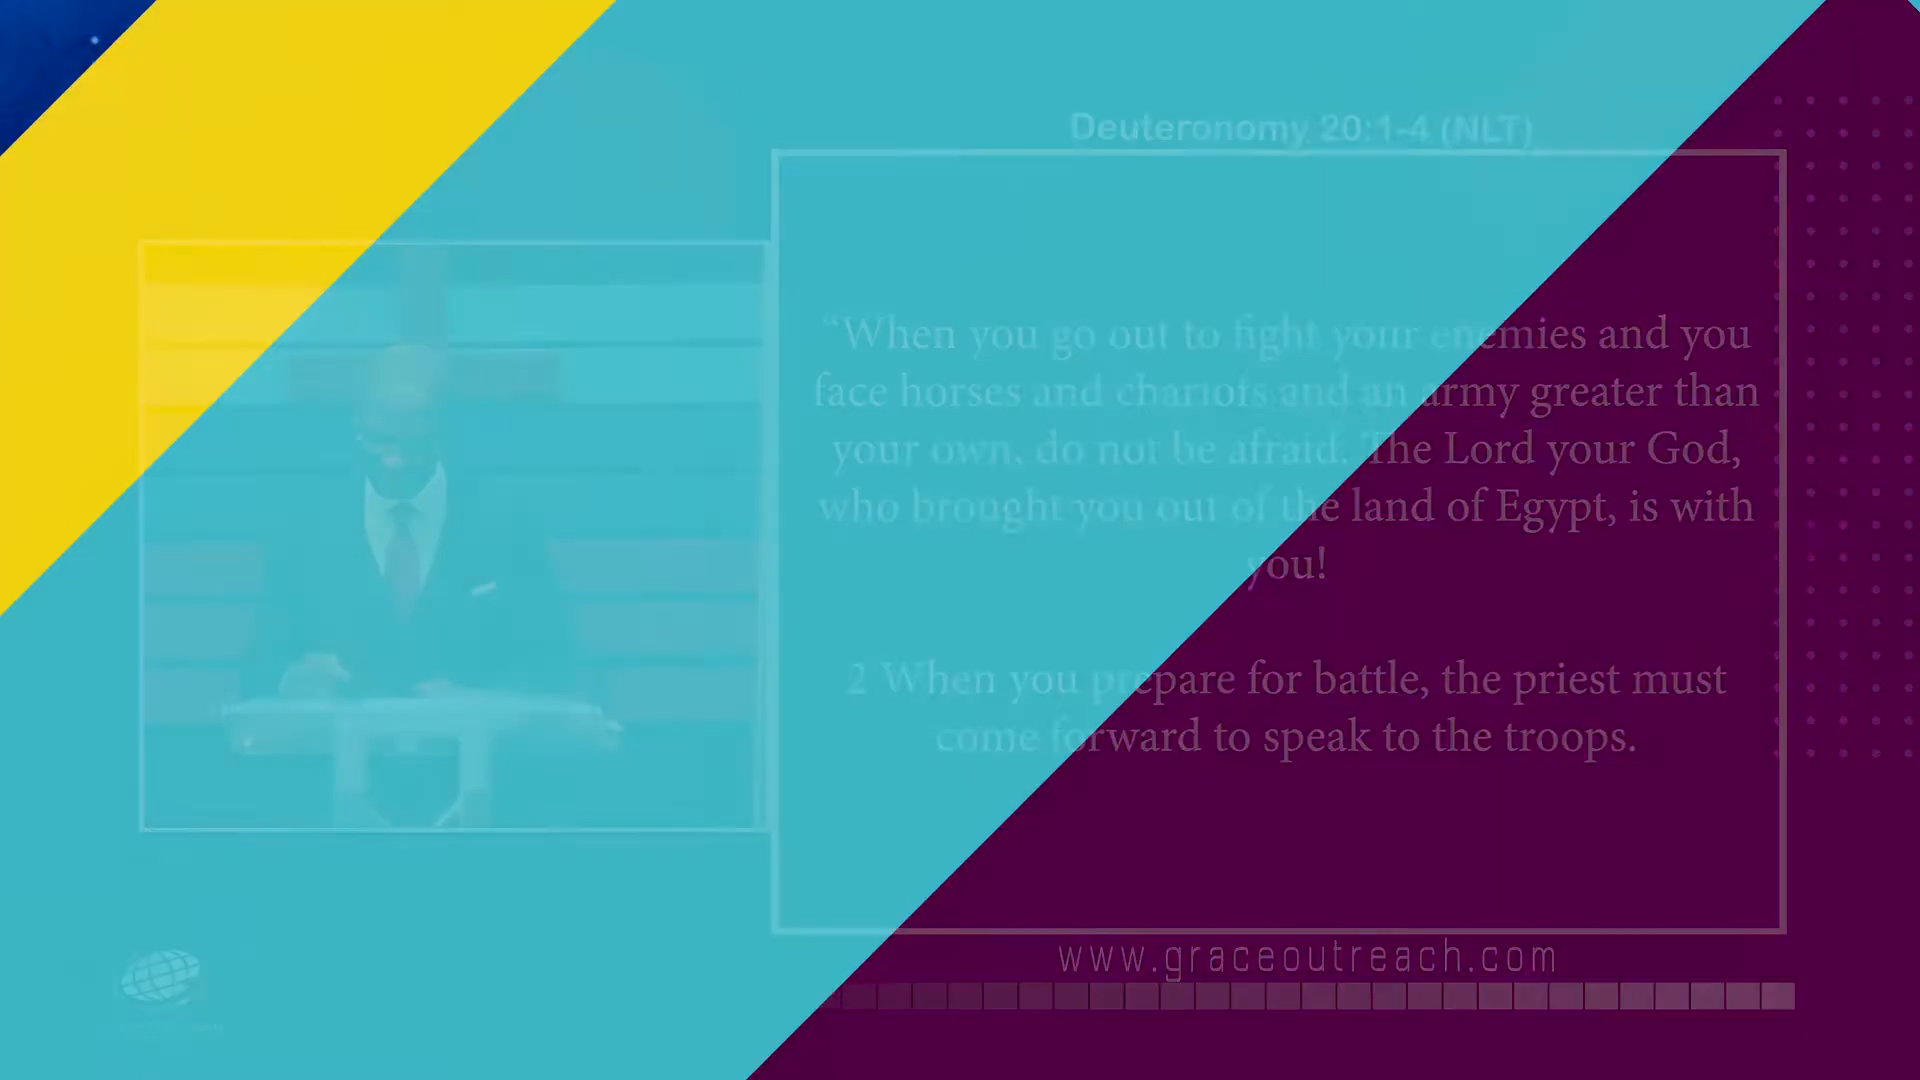 Deuteronomy 20:1-4 (NLT)
“When you go out to fight your enemies and you
face horses and chariots and an army greater than
your own, do not be afraid. The Lord your God,
who brought you out of the land of Egypt, is with
you!
2 When you prepare for battle, the priest must
come forward to speak to the troops.
www.graceoutreach.com